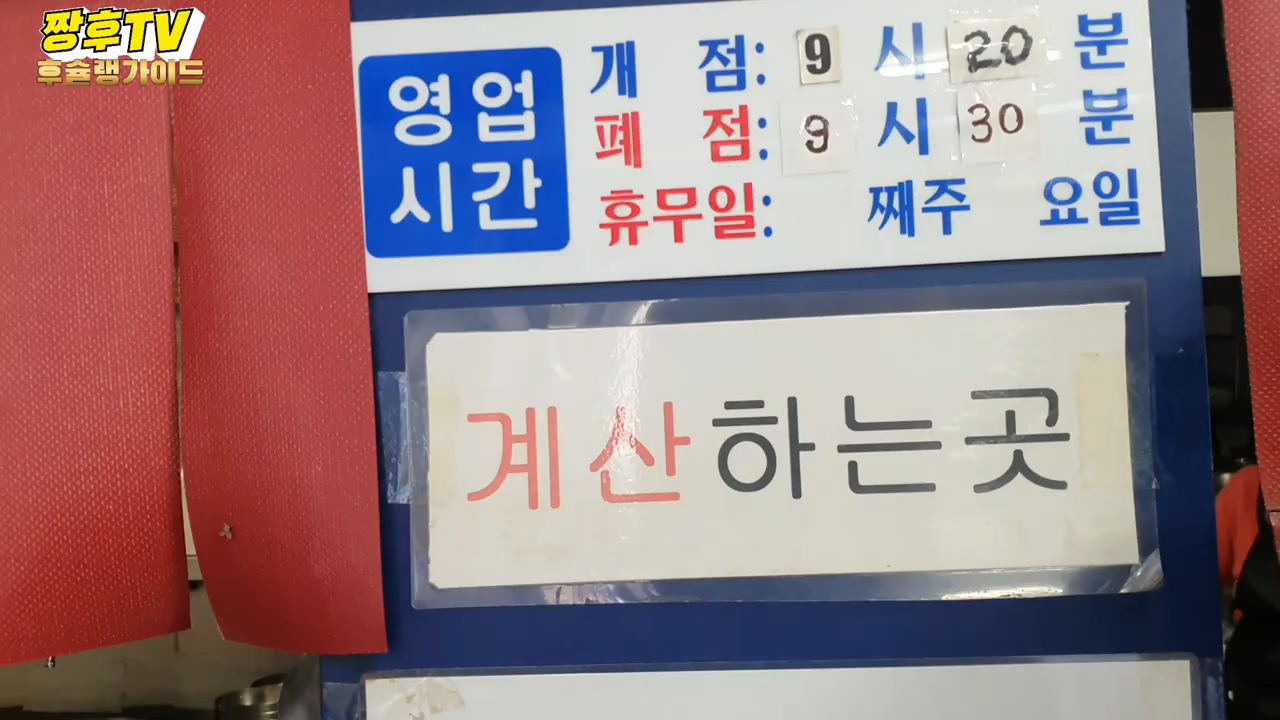 짱후TV
후슐랭가이드
영업
시간
개 점: 9 시 20 분
폐 점: 9 시 30 분
휴무일: 째주 요일
계산하는곳